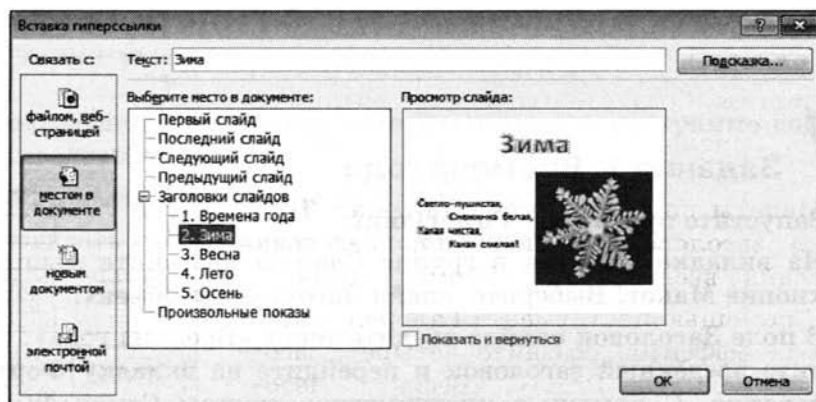 Вставка гиперссылки
Связать с:
Текст: Зима
Подсказка...
файлом, веб-
страницей
местом в
документе
новым
документом
электронной
почтой
Выберите место в документе:
Первый слайд
Последний слайд
Следующий слайд
Предыдущий слайд
Заголовки слайдов
1. Времена года
2. Зима
3. Весна
4. Лето
5. Осень
Произвольные показы
Просмотр слайда:
Зима
Светло-пушистая,
Снежинка белая,
Какая чистая,
Какая смелая!
Показать и вернуться
ОК
Отмена